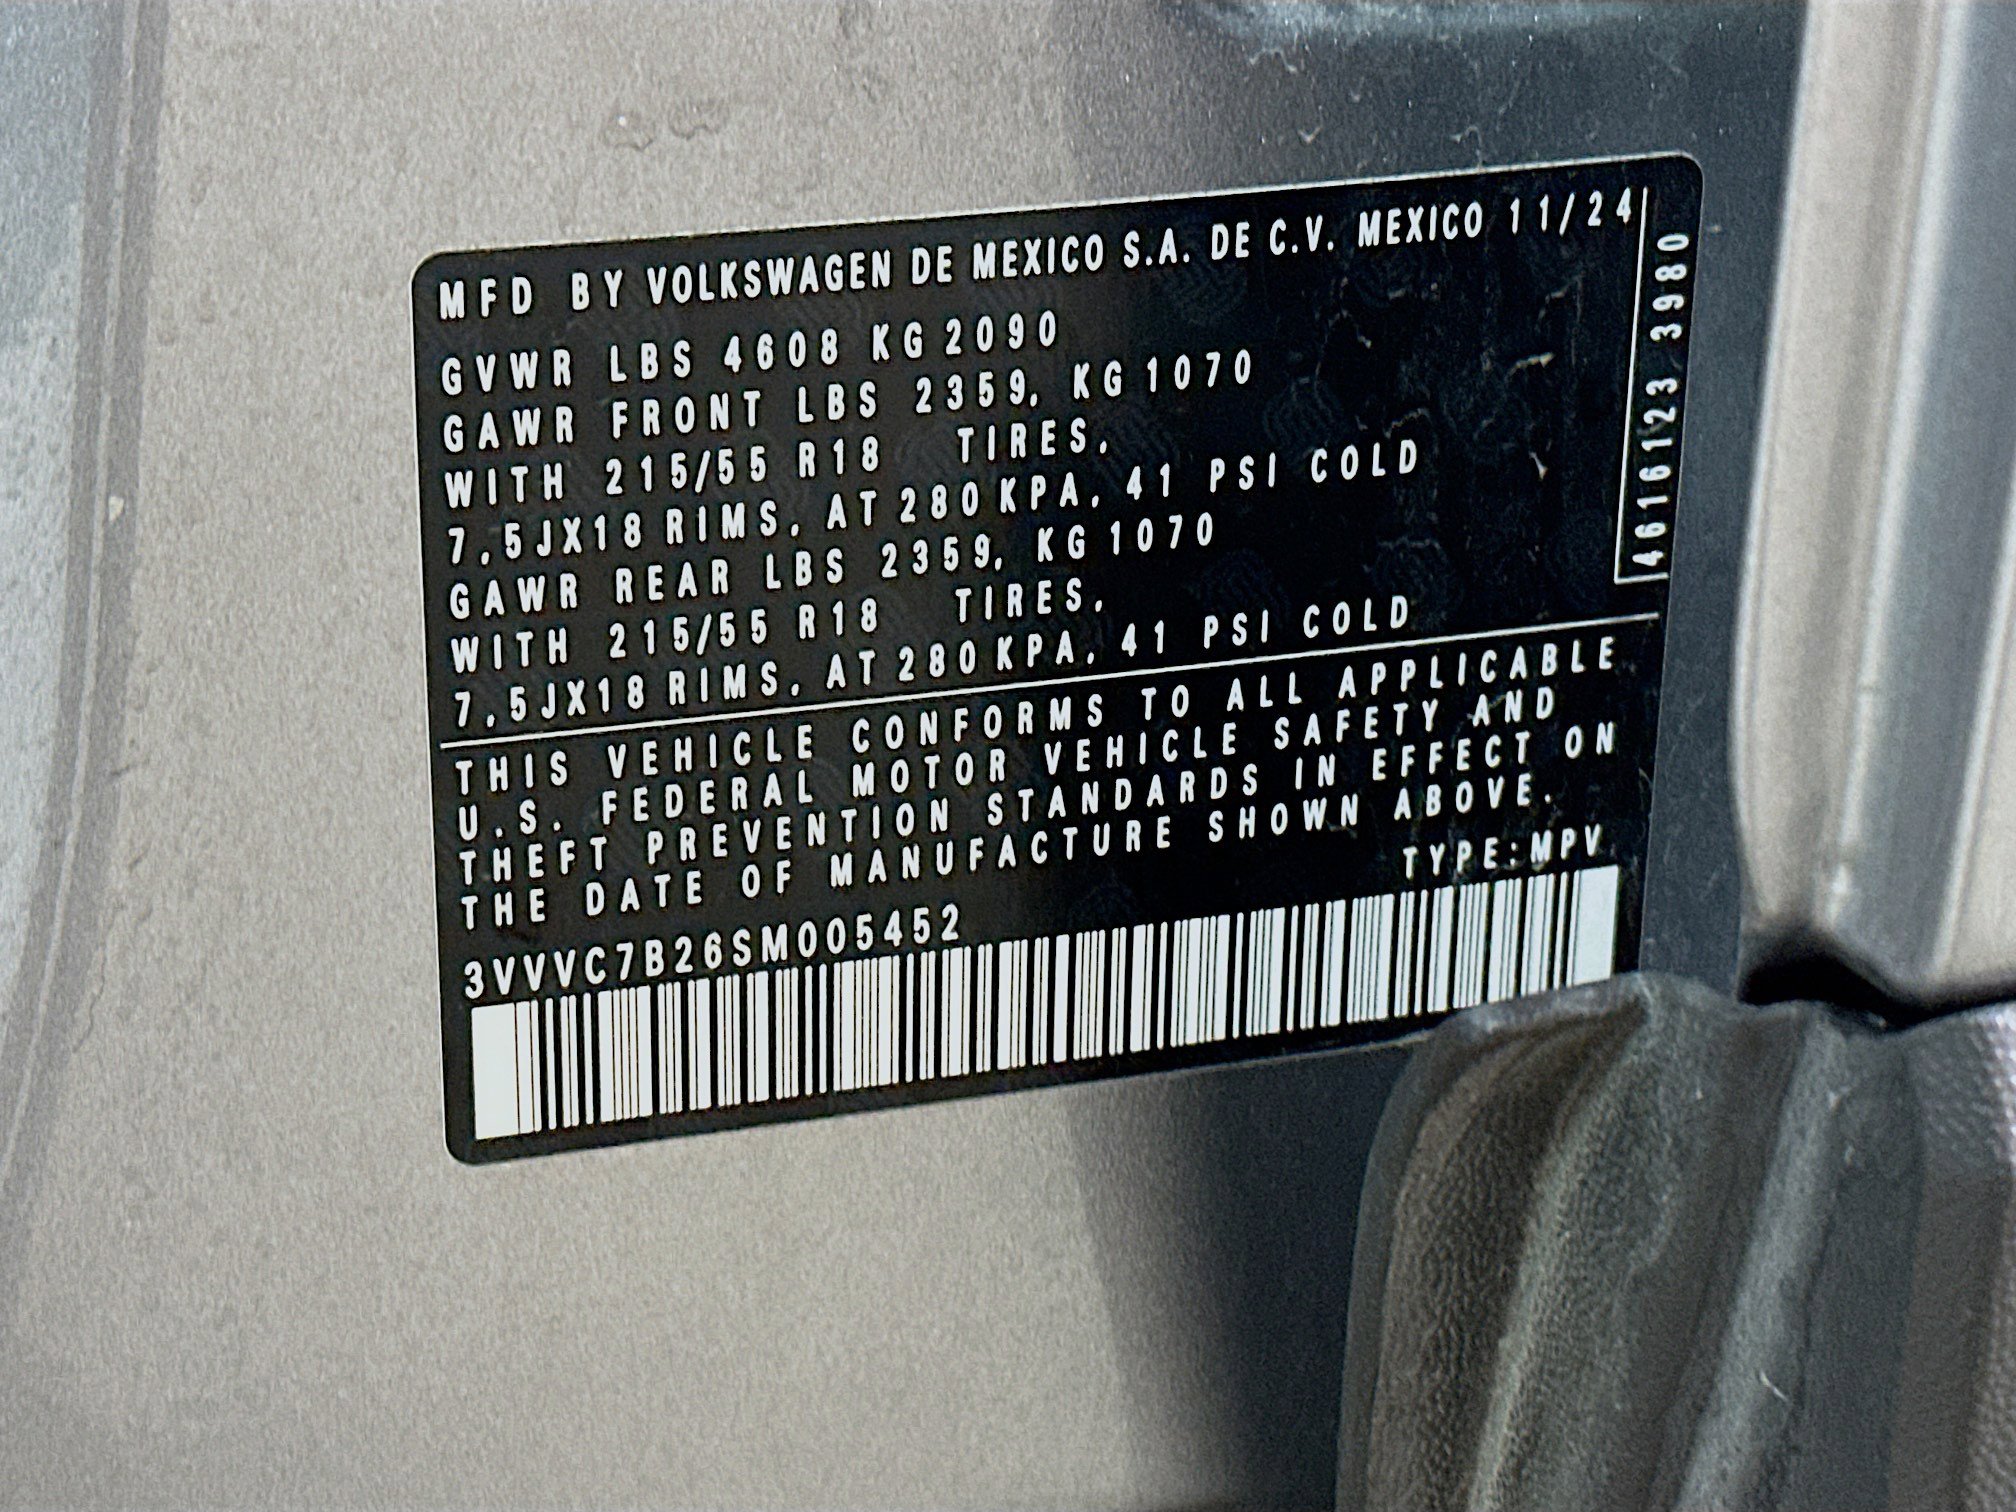 MFD BY VOLKSWAGEN DE MEXICO S.A. DE C.V. MEXICO 11/24
GVWR LBS 4608 KG 2090
GAWR FRONT LBS 2359, KG 1070
WITH 215/55 R18 TIRES,
7,5JX18 RIMS, AT 280 KPA, 41 PSI COLD
GAWR REAR LBS 2359, KG 1070
WITH 215/55 R18 TIRES,
7,5JX18 RIMS, AT 280 KPA, 41 PSI COLD
4616123 3980
THIS VEHICLE CONFORMS TO ALL APPLICABLE
U.S. FEDERAL MOTOR VEHICLE SAFETY AND
THEFT PREVENTION STANDARDS IN EFFECT ON
THE DATE OF MANUFACTURE SHOWN ABOVE.
TYPE:MPV
3VVVC7B26SM005452